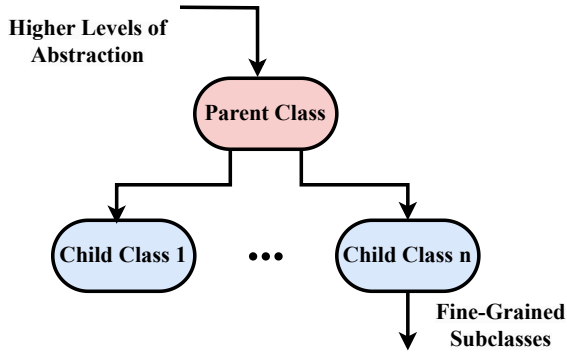 Higher Levels of
Abstraction
Parent Class
Child Class 1
Child Class n
Fine-Grained
Subclasses